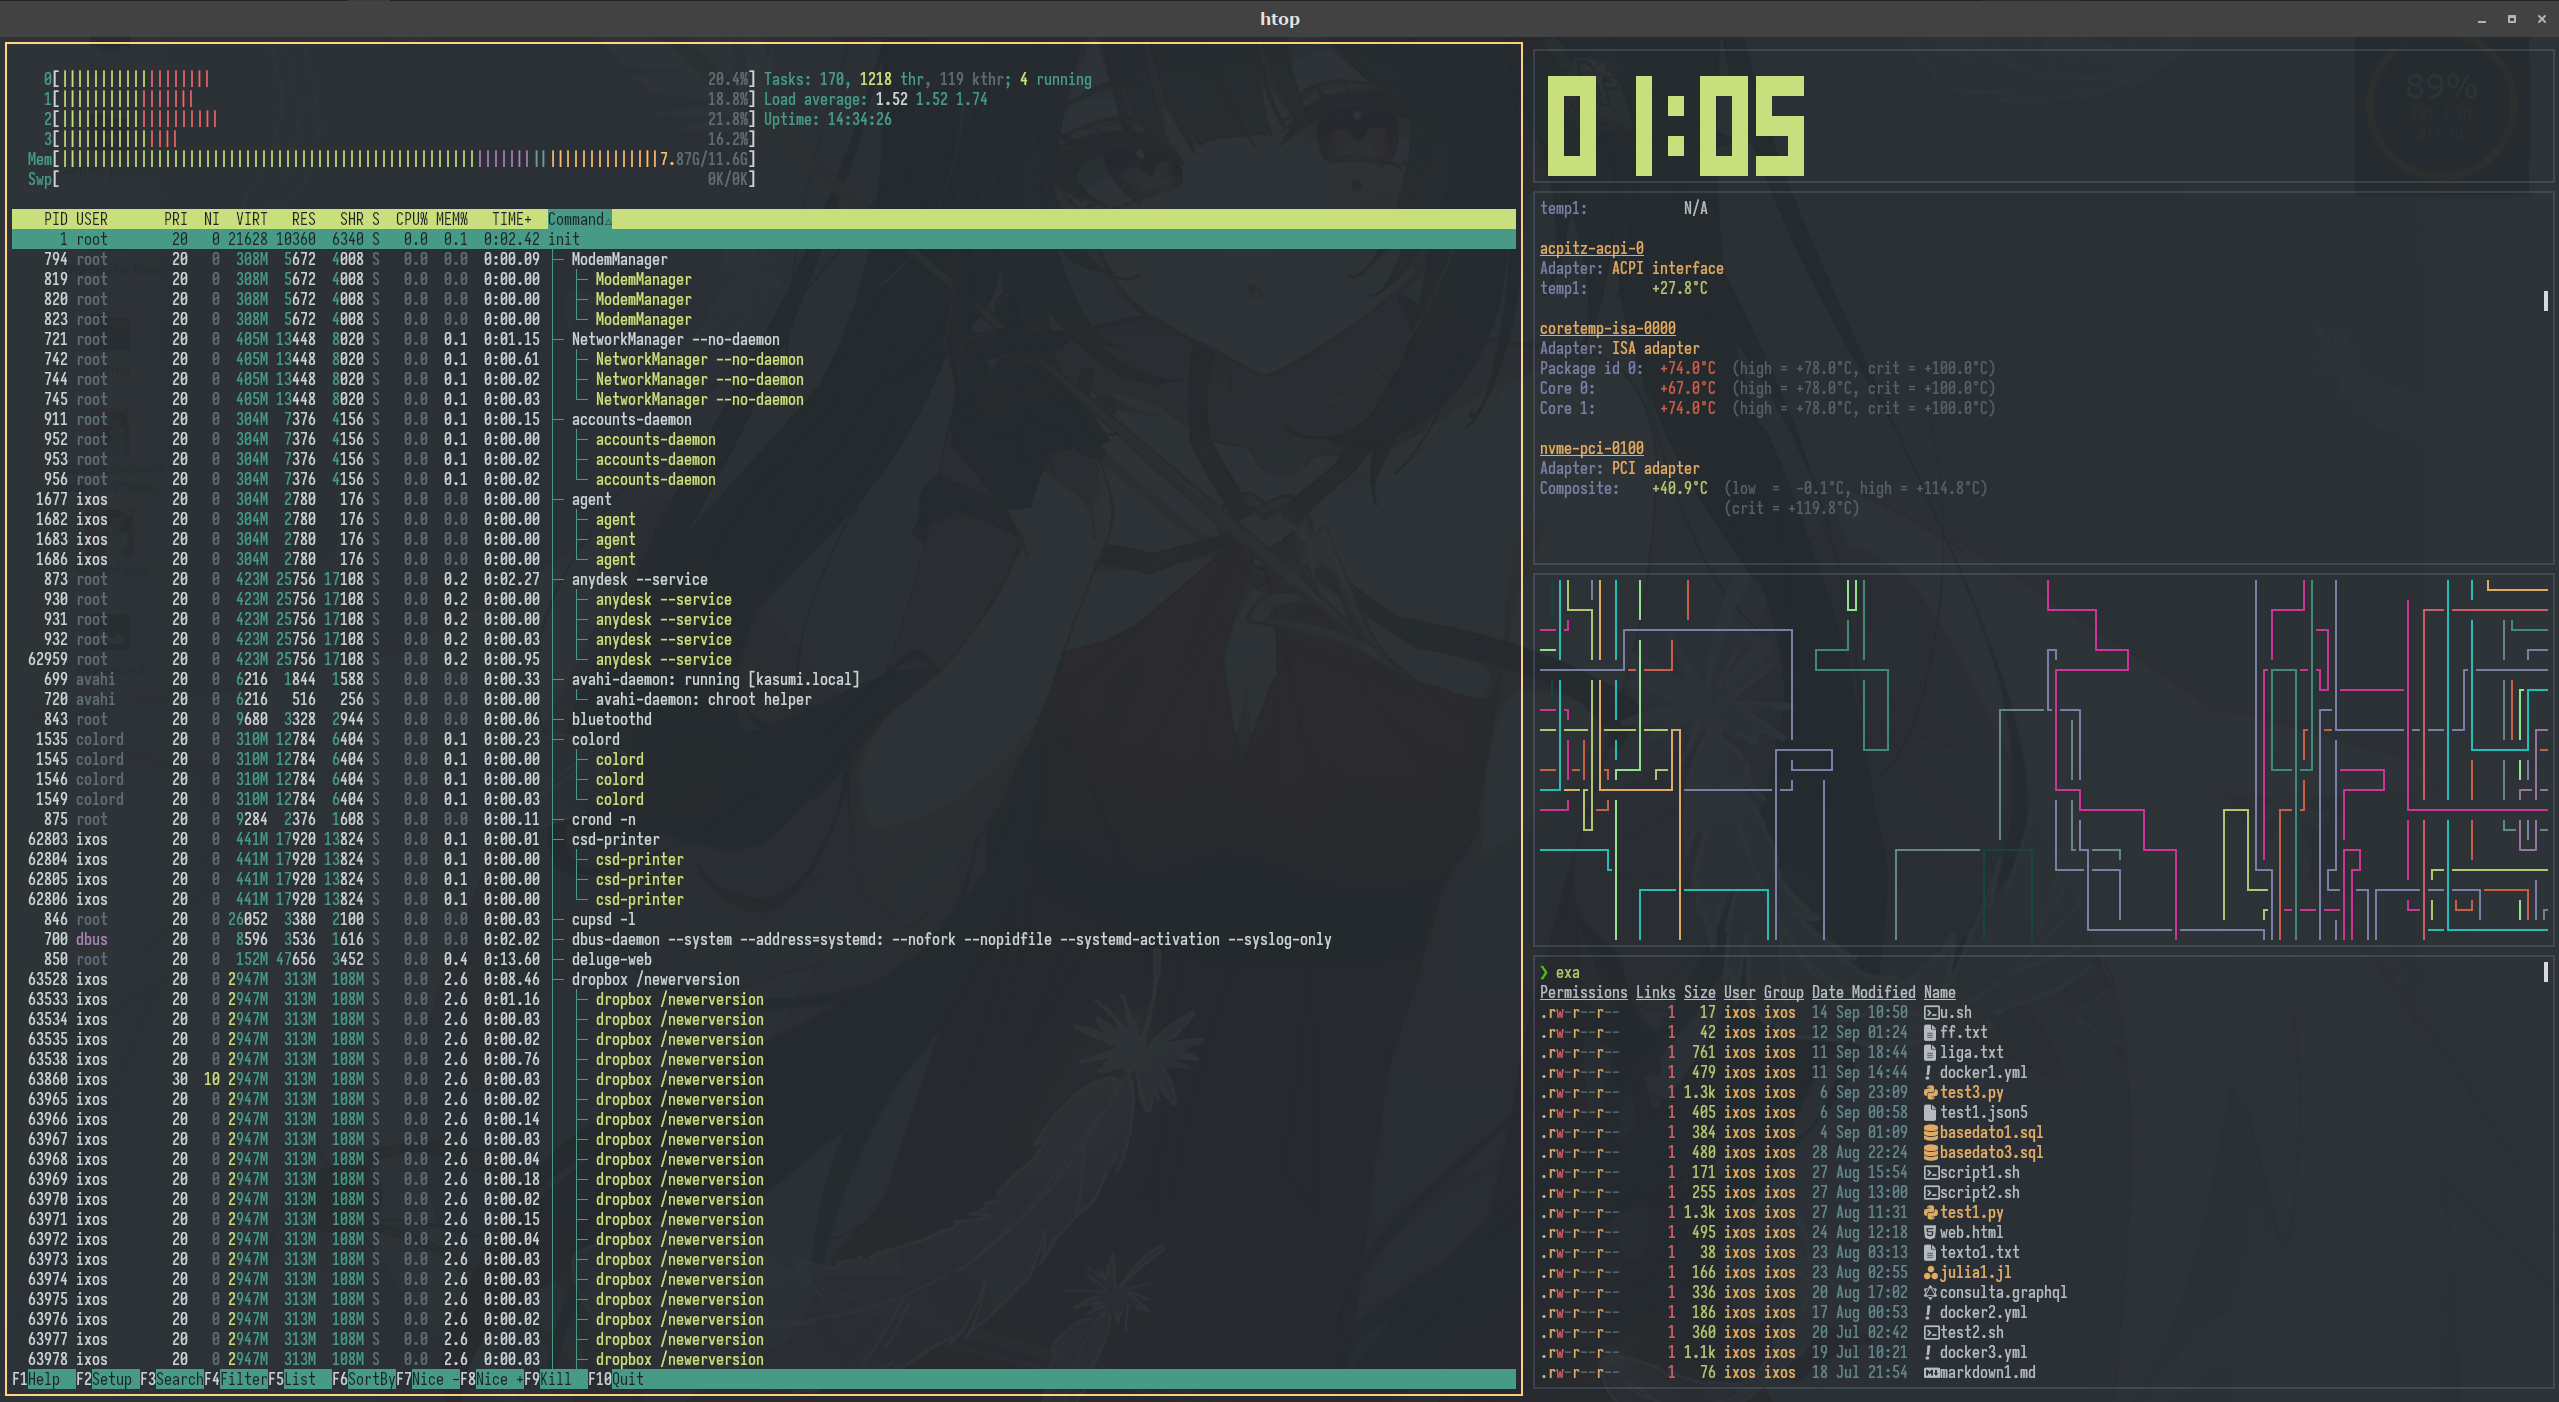 htop
0[|||||||||||||||||||| 20.4%] Tasks: 170, 1218 thr, 119 kthr; 4 running
1[||||||||||||||||| 18.8%] Load average: 1.52 1.52 1.74
2[|||||||||||||||||||| 21.8%] Uptime: 14:34:26
3[||||||||||||||| 16.2%]
Mem[||||||||||||||||||||||||||||||||||||||||||||||||||||||||||||||||||||||||||7.87G/11.6G]
Swp[ 0K/0K]
PID USER PRI NI VIRT RES SHR S CPU% MEM% TIME+ Command△
1 root 20 0 21628 10360 6340 S 0.0 0.1 0:02.42 init
794 root 20 0 308M 5672 4008 S 0.0 0.0 0:00.09 ├─ ModemManager
819 root 20 0 308M 5672 4008 S 0.0 0.0 0:00.00 │ ├─ ModemManager
820 root 20 0 308M 5672 4008 S 0.0 0.0 0:00.00 │ ├─ ModemManager
823 root 20 0 308M 5672 4008 S 0.0 0.0 0:00.00 │ └─ ModemManager
721 root 20 0 405M 13448 8020 S 0.0 0.1 0:01.15 ├─ NetworkManager --no-daemon
742 root 20 0 405M 13448 8020 S 0.0 0.1 0:00.61 │ ├─ NetworkManager --no-daemon
744 root 20 0 405M 13448 8020 S 0.0 0.1 0:00.02 │ ├─ NetworkManager --no-daemon
745 root 20 0 405M 13448 8020 S 0.0 0.1 0:00.03 │ └─ NetworkManager --no-daemon
911 root 20 0 304M 7376 4156 S 0.0 0.1 0:00.15 ├─ accounts-daemon
952 root 20 0 304M 7376 4156 S 0.0 0.1 0:00.00 │ ├─ accounts-daemon
953 root 20 0 304M 7376 4156 S 0.0 0.1 0:00.02 │ ├─ accounts-daemon
956 root 20 0 304M 7376 4156 S 0.0 0.1 0:00.02 │ └─ accounts-daemon
1677 ixos 20 0 304M 2780 176 S 0.0 0.0 0:00.00 ├─ agent
1682 ixos 20 0 304M 2780 176 S 0.0 0.0 0:00.00 │ ├─ agent
1683 ixos 20 0 304M 2780 176 S 0.0 0.0 0:00.00 │ ├─ agent
1686 ixos 20 0 304M 2780 176 S 0.0 0.0 0:00.00 │ └─ agent
873 root 20 0 423M 25756 17108 S 0.0 0.2 0:02.27 ├─ anydesk --service
930 root 20 0 423M 25756 17108 S 0.0 0.2 0:00.00 │ ├─ anydesk --service
931 root 20 0 423M 25756 17108 S 0.0 0.2 0:00.00 │ ├─ anydesk --service
932 root 20 0 423M 25756 17108 S 0.0 0.2 0:00.03 │ ├─ anydesk --service
62959 root 20 0 423M 25756 17108 S 0.0 0.2 0:00.95 │ └─ anydesk --service
699 avahi 20 0 6216 1844 1588 S 0.0 0.0 0:00.33 ├─ avahi-daemon: running [kasumi.local]
720 avahi 20 0 6216 516 256 S 0.0 0.0 0:00.00 │ └─ avahi-daemon: chroot helper
843 root 20 0 9680 3328 2944 S 0.0 0.0 0:00.06 ├─ bluetoothd
1535 colord 20 0 310M 12784 6404 S 0.0 0.1 0:00.23 ├─ colord
1545 colord 20 0 310M 12784 6404 S 0.0 0.1 0:00.00 │ ├─ colord
1546 colord 20 0 310M 12784 6404 S 0.0 0.1 0:00.00 │ ├─ colord
1549 colord 20 0 310M 12784 6404 S 0.0 0.1 0:00.03 │ └─ colord
875 root 20 0 9284 2376 1608 S 0.0 0.0 0:00.11 ├─ crond -n
62803 ixos 20 0 441M 17920 13824 S 0.0 0.1 0:00.01 ├─ csd-printer
62804 ixos 20 0 441M 17920 13824 S 0.0 0.1 0:00.00 │ ├─ csd-printer
62805 ixos 20 0 441M 17920 13824 S 0.0 0.1 0:00.00 │ ├─ csd-printer
62806 ixos 20 0 441M 17920 13824 S 0.0 0.1 0:00.00 │ └─ csd-printer
846 root 20 0 26052 3380 2100 S 0.0 0.0 0:00.03 ├─ cupsd -l
700 dbus 20 0 8596 3536 1616 S 0.0 0.0 0:02.02 ├─ dbus-daemon --system --address=systemd: --nofork --nopidfile --systemd-activation --syslog-only
850 root 20 0 152M 47656 3452 S 0.0 0.4 0:13.60 ├─ deluge-web
63528 ixos 20 0 2947M 313M 108M S 0.0 2.6 0:08.46 ├─ dropbox /newerversion
63533 ixos 20 0 2947M 313M 108M S 0.0 2.6 0:01.16 │ ├─ dropbox /newerversion
63534 ixos 20 0 2947M 313M 108M S 0.0 2.6 0:00.03 │ ├─ dropbox /newerversion
63535 ixos 20 0 2947M 313M 108M S 0.0 2.6 0:00.02 │ ├─ dropbox /newerversion
63538 ixos 20 0 2947M 313M 108M S 0.0 2.6 0:00.76 │ ├─ dropbox /newerversion
63860 ixos 30 10 2947M 313M 108M S 0.0 2.6 0:00.03 │ ├─ dropbox /newerversion
63965 ixos 20 0 2947M 313M 108M S 0.0 2.6 0:00.02 │ ├─ dropbox /newerversion
63966 ixos 20 0 2947M 313M 108M S 0.0 2.6 0:00.14 │ ├─ dropbox /newerversion
63967 ixos 20 0 2947M 313M 108M S 0.0 2.6 0:00.03 │ ├─ dropbox /newerversion
63968 ixos 20 0 2947M 313M 108M S 0.0 2.6 0:00.04 │ ├─ dropbox /newerversion
63969 ixos 20 0 2947M 313M 108M S 0.0 2.6 0:00.18 │ ├─ dropbox /newerversion
63970 ixos 20 0 2947M 313M 108M S 0.0 2.6 0:00.02 │ ├─ dropbox /newerversion
63971 ixos 20 0 2947M 313M 108M S 0.0 2.6 0:00.15 │ ├─ dropbox /newerversion
63972 ixos 20 0 2947M 313M 108M S 0.0 2.6 0:00.04 │ ├─ dropbox /newerversion
63973 ixos 20 0 2947M 313M 108M S 0.0 2.6 0:00.03 │ ├─ dropbox /newerversion
63974 ixos 20 0 2947M 313M 108M S 0.0 2.6 0:00.03 │ ├─ dropbox /newerversion
63975 ixos 20 0 2947M 313M 108M S 0.0 2.6 0:00.03 │ ├─ dropbox /newerversion
63976 ixos 20 0 2947M 313M 108M S 0.0 2.6 0:00.02 │ ├─ dropbox /newerversion
63977 ixos 20 0 2947M 313M 108M S 0.0 2.6 0:00.03 │ ├─ dropbox /newerversion
63978 ixos 20 0 2947M 313M 108M S 0.0 2.6 0:00.03 │ ├─ dropbox /newerversion
F1Help F2Setup F3SearchF4FilterF5List F6SortByF7Nice -F8Nice +F9Kill F10Quit
01:05
89%
temp1: N/A
acpitz-acpi-0
Adapter: ACPI interface
temp1: +27.8°C
coretemp-isa-0000
Adapter: ISA adapter
Package id 0: +74.0°C (high = +78.0°C, crit = +100.0°C)
Core 0: +67.0°C (high = +78.0°C, crit = +100.0°C)
Core 1: +74.0°C (high = +78.0°C, crit = +100.0°C)
nvme-pci-0100
Adapter: PCI adapter
Composite: +40.9°C (low = -0.1°C, high = +114.8°C)
(crit = +119.8°C)
❯ exa
Permissions Links Size User Group Date Modified Name
.rw-r--r-- 1 17 ixos ixos 14 Sep 10:50 u.sh
.rw-r--r-- 1 42 ixos ixos 12 Sep 01:24 ff.txt
.rw-r--r-- 1 761 ixos ixos 11 Sep 18:44 liga.txt
.rw-r--r-- 1 479 ixos ixos 11 Sep 14:44 ! docker1.yml
.rw-r--r-- 1 1.3k ixos ixos 6 Sep 23:09 test3.py
.rw-r--r-- 1 405 ixos ixos 6 Sep 00:58 test1.json5
.rw-r--r-- 1 384 ixos ixos 4 Sep 01:09 basedato1.sql
.rw-r--r-- 1 480 ixos ixos 28 Aug 22:24 basedato3.sql
.rw-r--r-- 1 171 ixos ixos 27 Aug 15:54 script1.sh
.rw-r--r-- 1 255 ixos ixos 27 Aug 13:00 script2.sh
.rw-r--r-- 1 1.3k ixos ixos 27 Aug 11:31 test1.py
.rw-r--r-- 1 495 ixos ixos 24 Aug 12:18 web.html
.rw-r--r-- 1 38 ixos ixos 23 Aug 03:13 texto1.txt
.rw-r--r-- 1 166 ixos ixos 23 Aug 02:55 julia1.jl
.rw-r--r-- 1 336 ixos ixos 20 Aug 17:02 consulta.graphql
.rw-r--r-- 1 186 ixos ixos 17 Aug 00:53 ! docker2.yml
.rw-r--r-- 1 360 ixos ixos 20 Jul 02:42 test2.sh
.rw-r--r-- 1 1.1k ixos ixos 19 Jul 10:21 ! docker3.yml
.rw-r--r-- 1 76 ixos ixos 18 Jul 21:54 markdown1.md